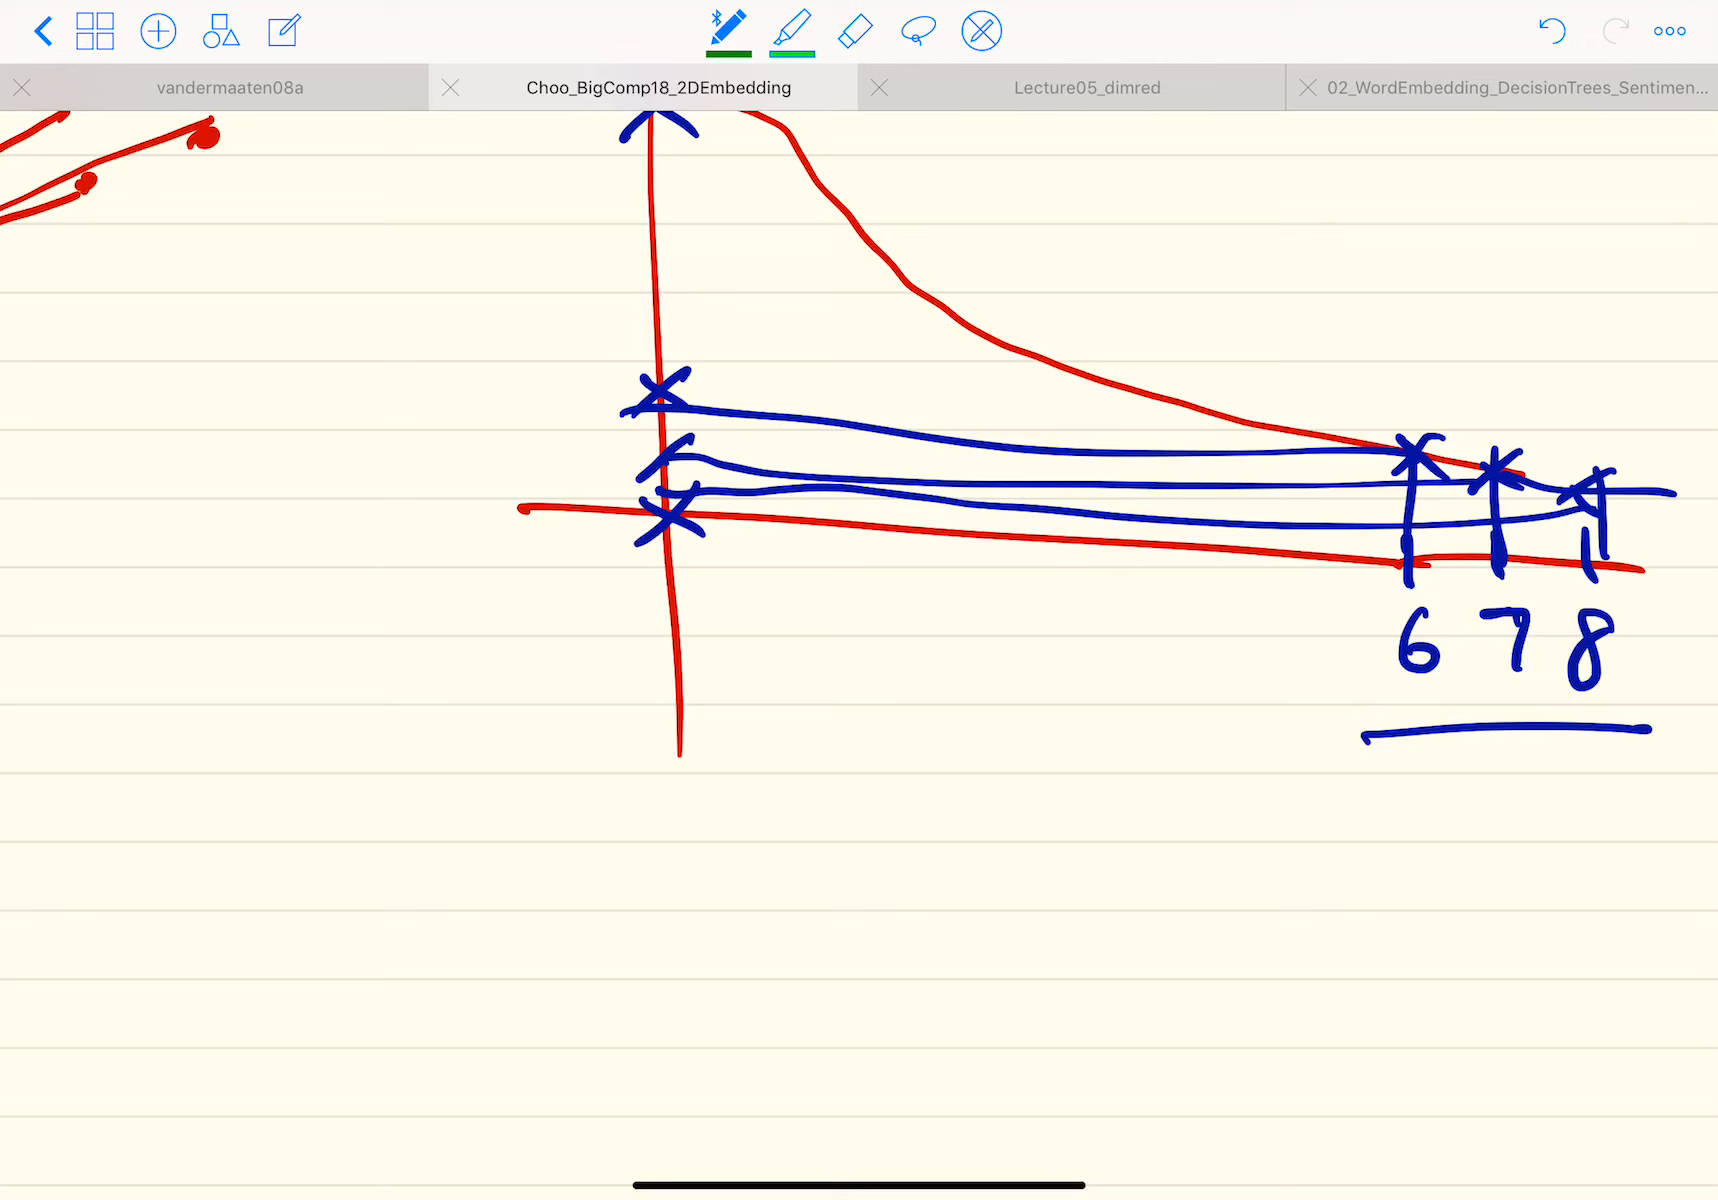 vandermaaten08a
Choo_BigComp18_2DEmbedding
Lecture05_dimred
02_WordEmbedding_DecisionTrees_Sentimen...
6 7 8